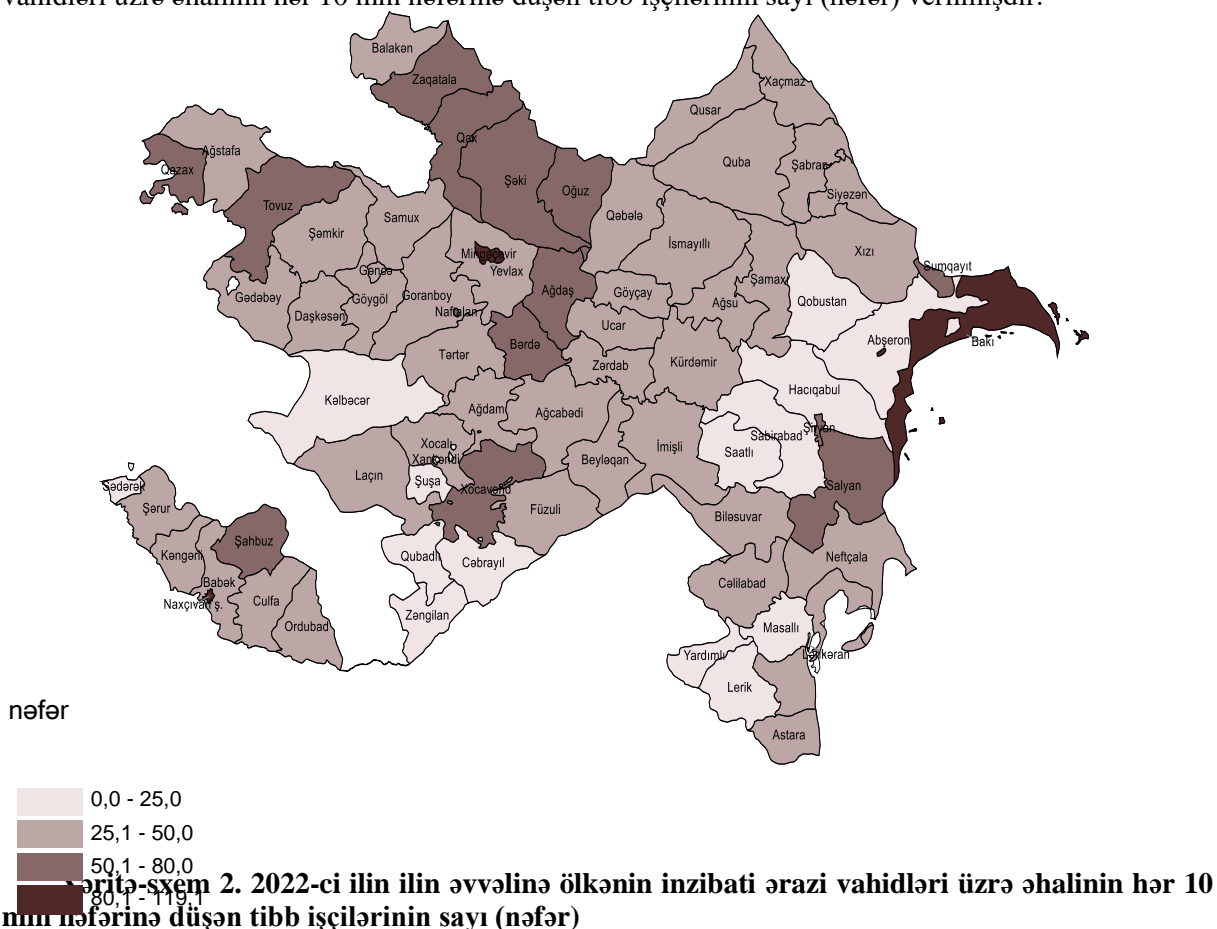 vahidləri üzrə əhalinin hər 10 min nəfərinə düşən tibb işçilərinin sayı (nəfər) verilmişdir.
Balakən
Zaqatala
Xaçmaz
Qusar
Qax
Ağstafa
Quba
Şabran
Qazax
Şəki
Oğuz
Siyəzən
Tovuz
Samux
Qəbələ
Şəmkir
İsmayıllı
Xızı
Mingəçevir
Sumqayıt
Gəncə
Yevlax
Şamaxı
Gədəbəy
Göygöl
Goranboy
Ağdaş
Göyçay
Ağsu
Qobustan
Naftalan
Daşkəsən
Ucar
Abşeron
Bakı
Bərdə
Tərtər
Zərdab
Kürdəmir
Hacıqabul
Kəlbəcər
Ağdam
Ağcabədi
Şirvan
Sabirabad
Xocalı
İmişli
Saatlı
Xankəndi
Beyləqan
Laçın
Şuşa
Sədərək
Xocavənd
Salyan
Şərur
Füzuli
Biləsuvar
Şahbuz
Kəngərli
Qubadlı
Cəbrayıl
Neftçala
Babək
Cəlilabad
Culfa
Naxçıvan ş.
Zəngilan
Ordubad
Masallı
Yardımlı
Lənkəran
Lerik
nəfər
Astara
0,0 - 25,0
25,1 - 50,0
50,1 - 80,0
80,1 - 119,1
Xəritə-sxem 2. 2022-ci ilin ilin əvvəlinə ölkənin inzibati ərazi vahidləri üzrə əhalinin hər 10
min nəfərinə düşən tibb işçilərinin sayı (nəfər)